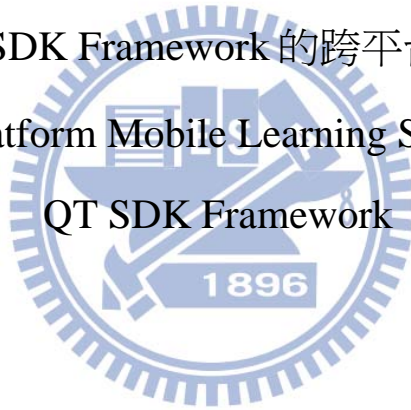 SDK Framework 的跨平
atform Mobile Learning S
QT SDK Framework
1896